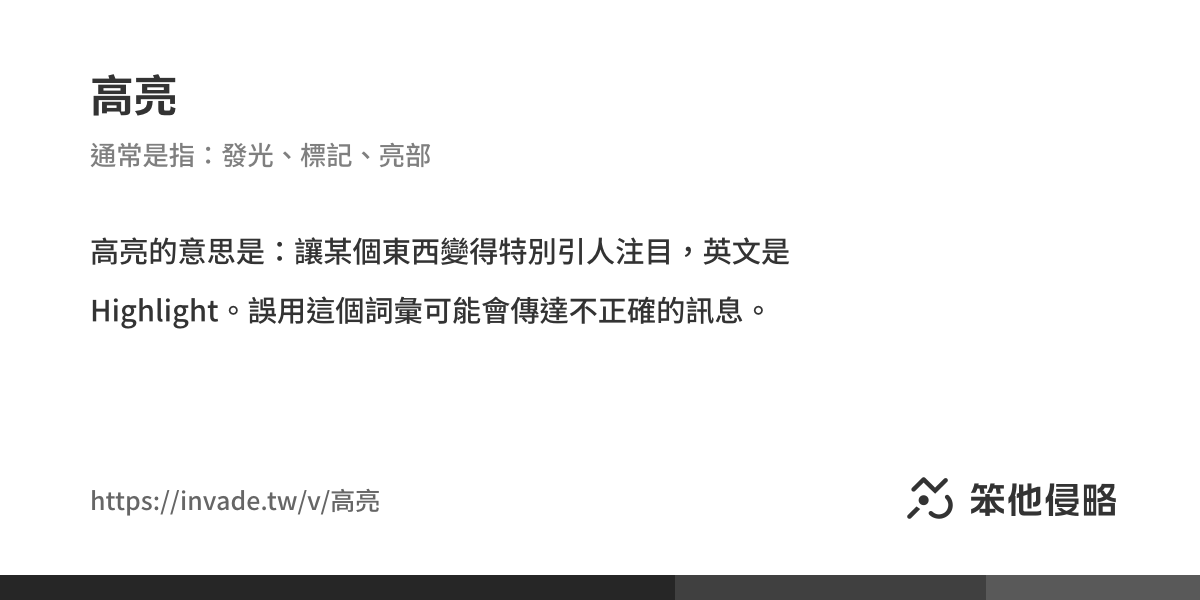 高亮
通常是指：發光、標記、亮部
高亮的意思是：讓某個東西變得特別引人注目，英文是
Highlight。誤用這個詞彙可能會傳達不正確的訊息。
https://invade.tw/v/高亮
笨他侵略